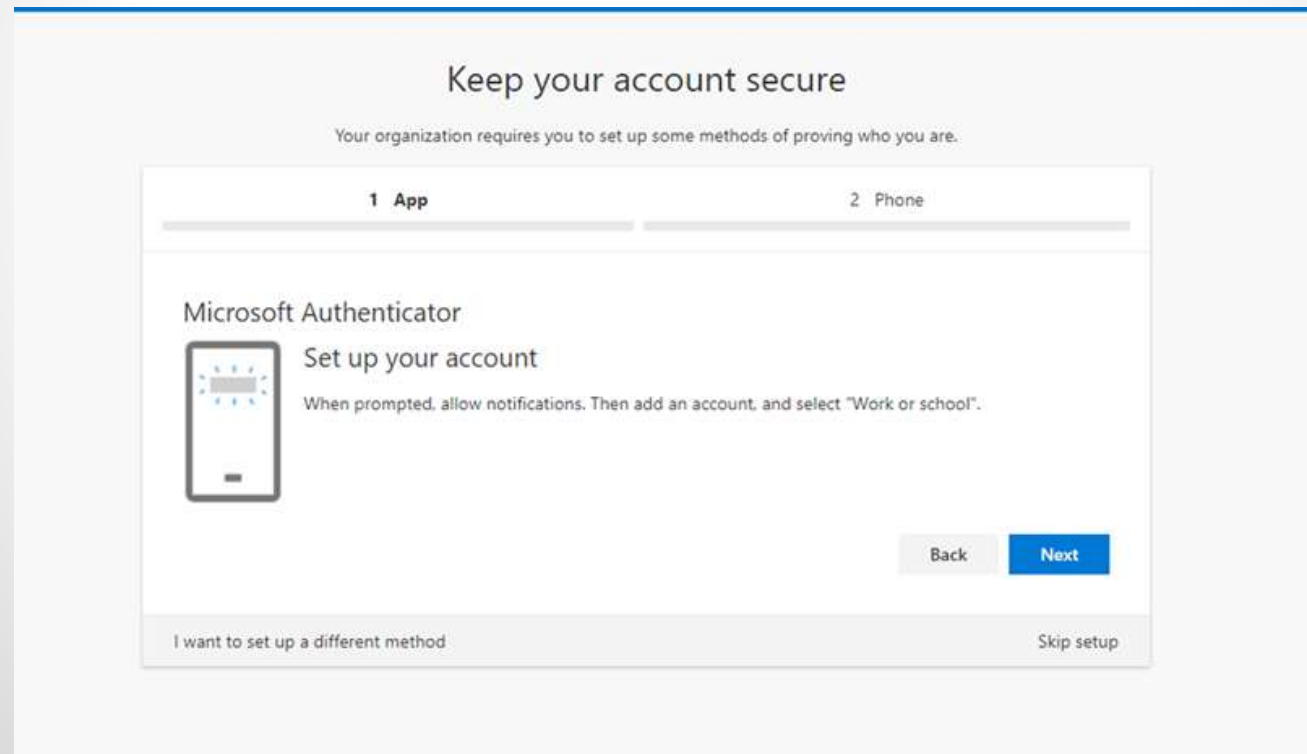 Keep your account secure
Your organization requires you to set up some methods of proving who you are.
1 App
2 Phone
Microsoft Authenticator
Set up your account
When prompted, allow notifications. Then add an account, and select "Work or school".
Back
Next
I want to set up a different method
Skip setup